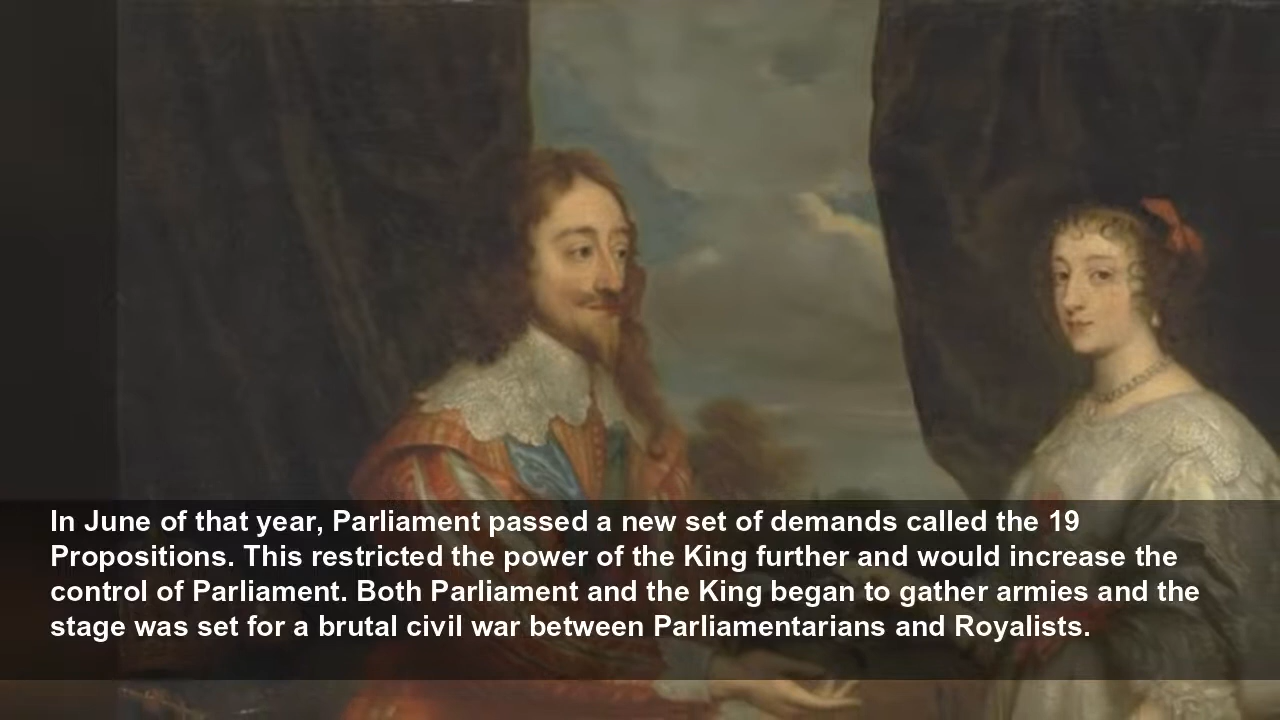 In June of that year, Parliament passed a new set of demands called the 19
Propositions. This restricted the power of the King further and would increase the
control of Parliament. Both Parliament and the King began to gather armies and the
stage was set for a brutal civil war between Parliamentarians and Royalists.